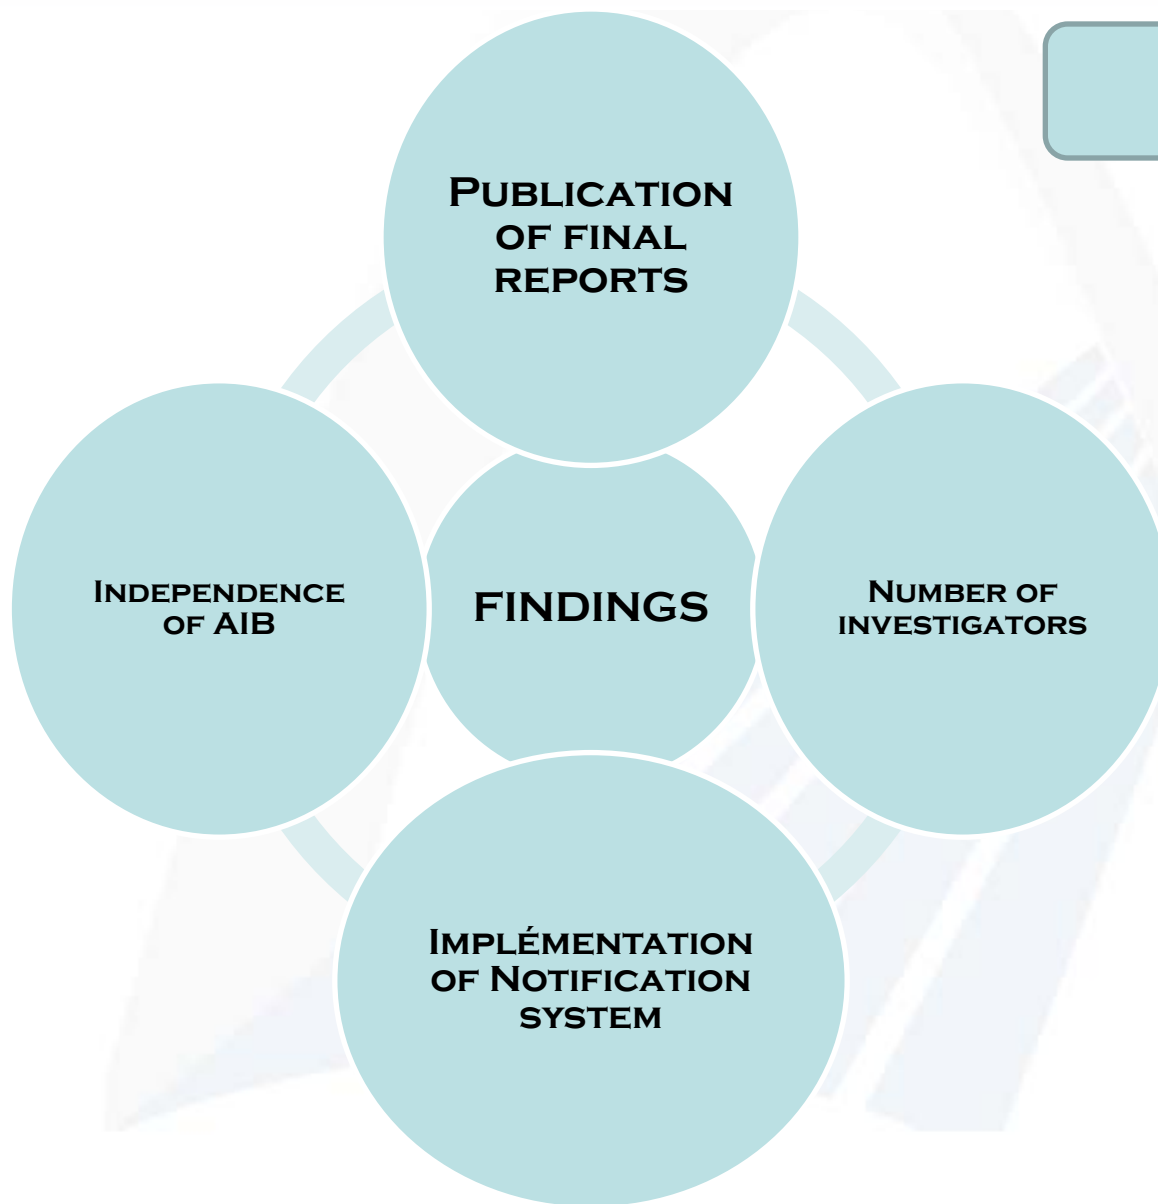 Publication
of final
reports
Independence
of AIB
FINDINGS
Number of
investigators
Implémentation
of Notification
system